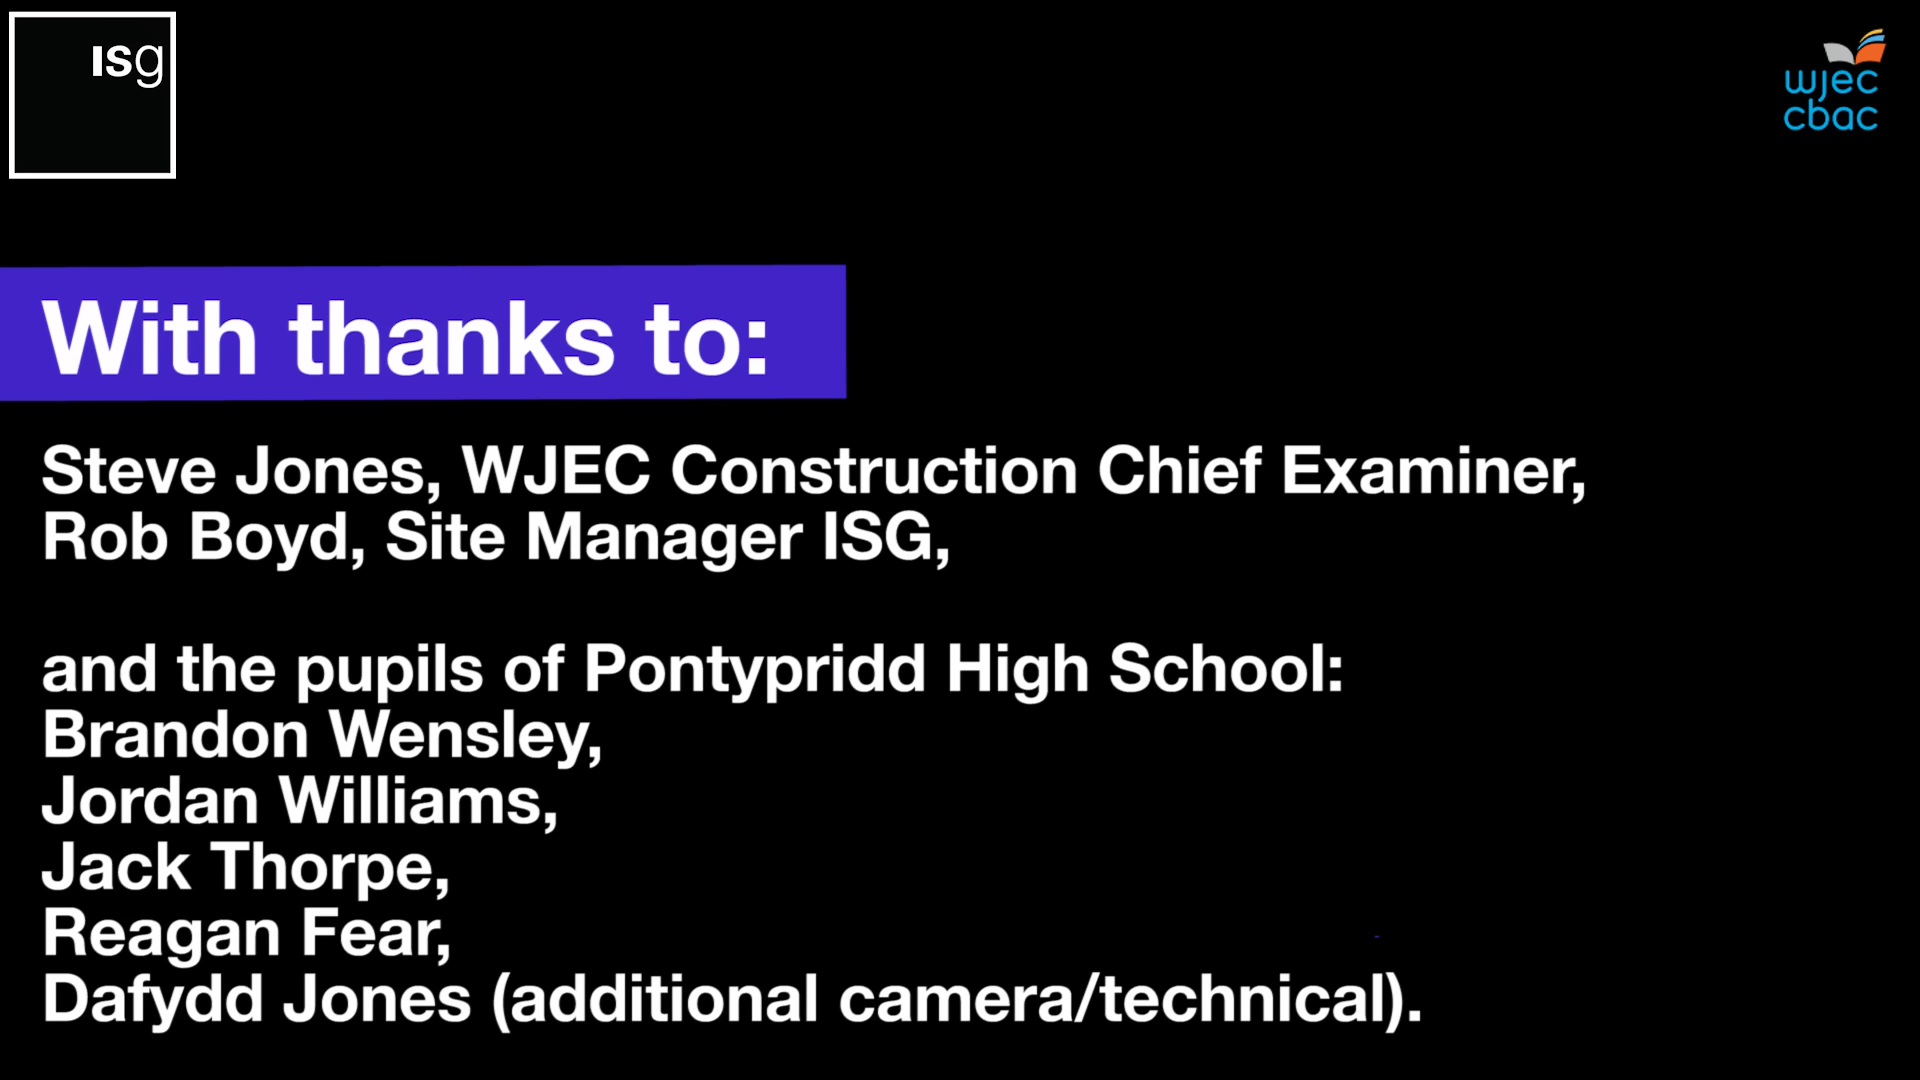 ISg
wjec
cbac
With thanks to:
Steve Jones, WJEC Construction Chief Examiner,
Rob Boyd, Site Manager ISG,
and the pupils of Pontypridd High School:
Brandon Wensley,
Jordan Williams,
Jack Thorpe,
Reagan Fear,
Dafydd Jones (additional camera/technical).